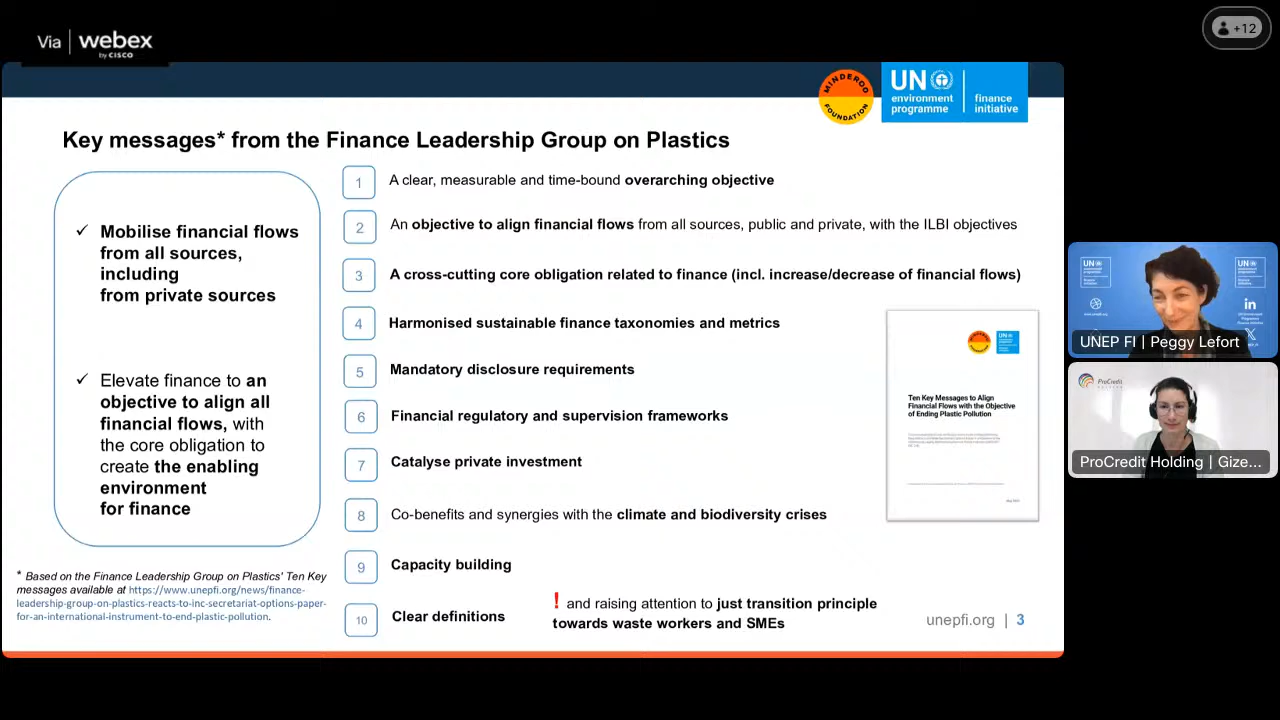 Via webex
by CISCO
+12
MINDEROO
FOUNDATION
UN
environment
programme
finance
initiative
Key messages* from the Finance Leadership Group on Plastics
✓ Mobilise financial flows
from all sources,
including
from private sources
✓ Elevate finance to an
objective to align all
financial flows, with
the core obligation to
create the enabling
environment
for finance
* Based on the Finance Leadership Group on Plastics' Ten Key
messages available at https://www.unepfi.org/news/finance-
leadership-group-on-plastics-reacts-to-inc-secretariat-options-paper-
for-an-international-instrument-to-end-plastic-pollution.
1 A clear, measurable and time-bound overarching objective
2 An objective to align financial flows from all sources, public and private, with the ILBI objectives
3 A cross-cutting core obligation related to finance (incl. increase/decrease of financial flows)
4 Harmonised sustainable finance taxonomies and metrics
5 Mandatory disclosure requirements
6 Financial regulatory and supervision frameworks
7 Catalyse private investment
8 Co-benefits and synergies with the climate and biodiversity crises
9 Capacity building
10 Clear definitions
! and raising attention to just transition principle
towards waste workers and SMEs
UN
Ten Key Messages to Align
Financial Flows with the Objective
of Ending Plastic Pollution
unepfi.org | 3
UN
UN
in
UNEP FI | Peggy Lefort
ProCredit
ProCredit Holding | Gize...